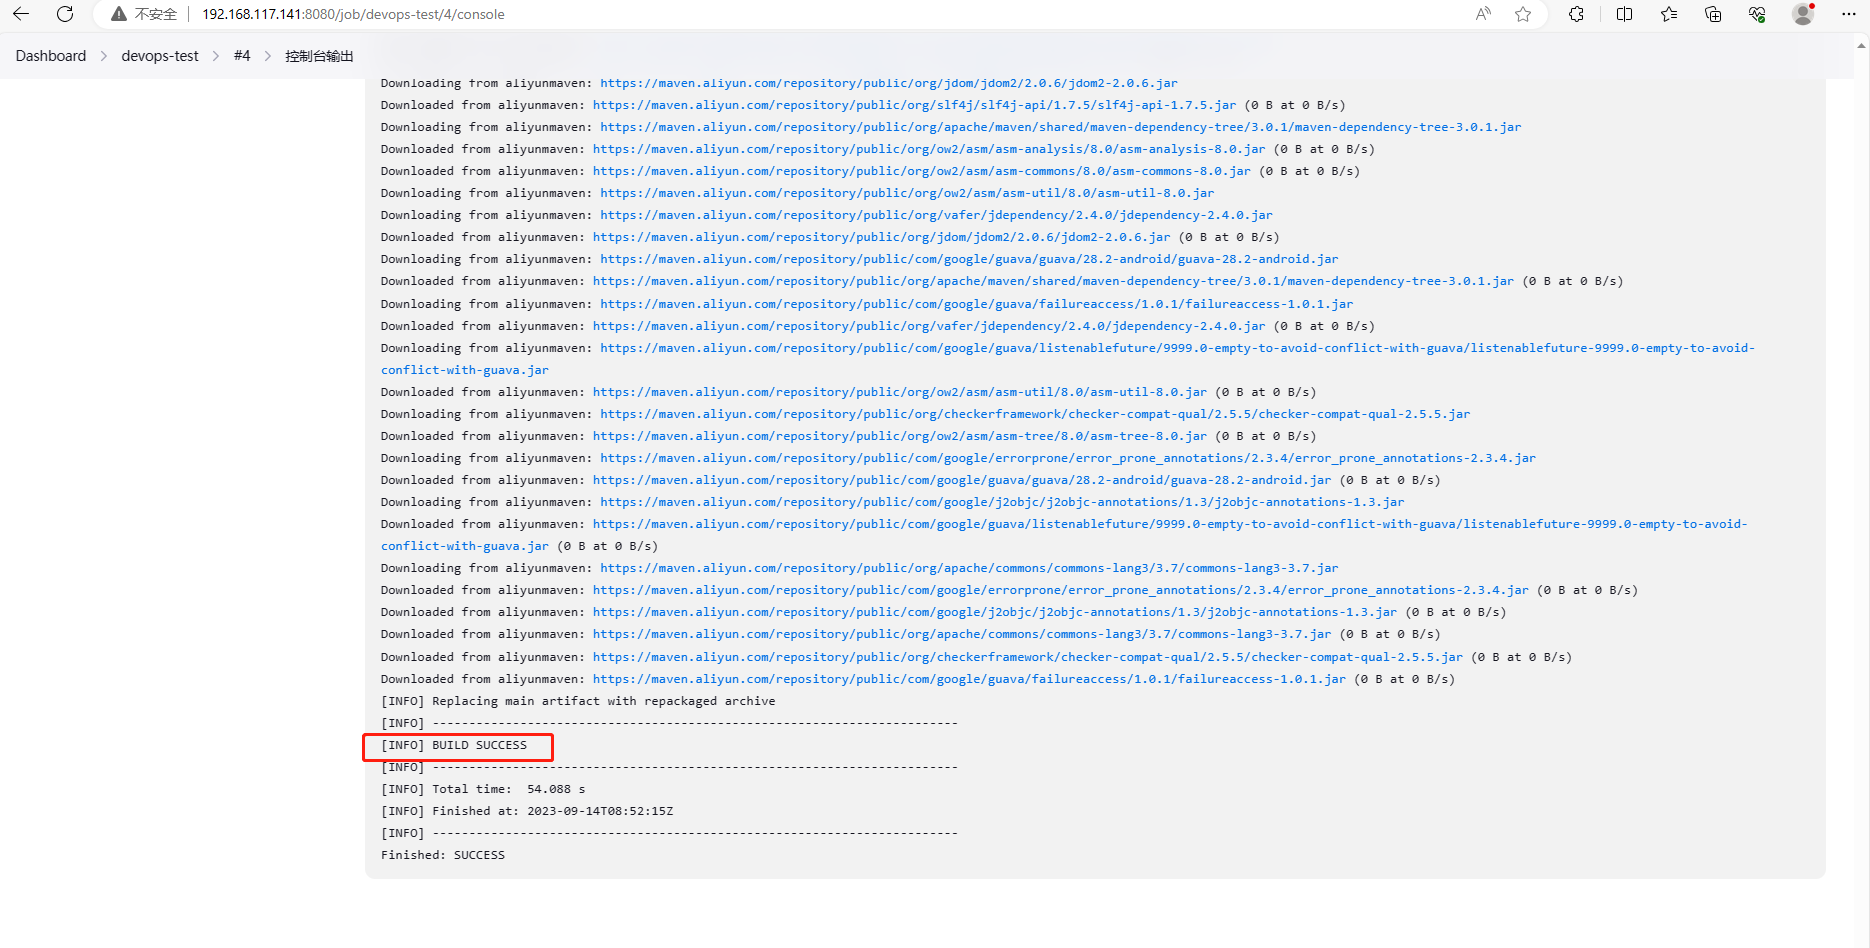 不安全 192.168.117.141:8080/job/devops-test/4/console
Dashboard devops-test #4 控制台输出
Downloading from aliyunmaven: https://maven.aliyun.com/repository/public/org/jdom/jdom2/2.0.6/jdom2-2.0.6.jar
Downloaded from aliyunmaven: https://maven.aliyun.com/repository/public/org/slf4j/slf4j-api/1.7.5/slf4j-api-1.7.5.jar (0 B at 0 B/s)
Downloading from aliyunmaven: https://maven.aliyun.com/repository/public/org/apache/maven/shared/maven-dependency-tree/3.0.1/maven-dependency-tree-3.0.1.jar
Downloaded from aliyunmaven: https://maven.aliyun.com/repository/public/org/ow2/asm/asm-analysis/8.0/asm-analysis-8.0.jar (0 B at 0 B/s)
Downloaded from aliyunmaven: https://maven.aliyun.com/repository/public/org/ow2/asm/asm-commons/8.0/asm-commons-8.0.jar (0 B at 0 B/s)
Downloading from aliyunmaven: https://maven.aliyun.com/repository/public/org/ow2/asm/asm-util/8.0/asm-util-8.0.jar
Downloading from aliyunmaven: https://maven.aliyun.com/repository/public/org/vafer/jdependency/2.4.0/jdependency-2.4.0.jar
Downloaded from aliyunmaven: https://maven.aliyun.com/repository/public/org/jdom/jdom2/2.0.6/jdom2-2.0.6.jar (0 B at 0 B/s)
Downloading from aliyunmaven: https://maven.aliyun.com/repository/public/com/google/guava/guava/28.2-android/guava-28.2-android.jar
Downloaded from aliyunmaven: https://maven.aliyun.com/repository/public/org/apache/maven/shared/maven-dependency-tree/3.0.1/maven-dependency-tree-3.0.1.jar (0 B at 0 B/s)
Downloading from aliyunmaven: https://maven.aliyun.com/repository/public/com/google/guava/failureaccess/1.0.1/failureaccess-1.0.1.jar
Downloaded from aliyunmaven: https://maven.aliyun.com/repository/public/org/vafer/jdependency/2.4.0/jdependency-2.4.0.jar (0 B at 0 B/s)
Downloading from aliyunmaven: https://maven.aliyun.com/repository/public/com/google/guava/listenablefuture/9999.0-empty-to-avoid-conflict-with-guava/listenablefuture-9999.0-empty-to-avoid-
conflict-with-guava.jar
Downloaded from aliyunmaven: https://maven.aliyun.com/repository/public/org/ow2/asm/asm-util/8.0/asm-util-8.0.jar (0 B at 0 B/s)
Downloading from aliyunmaven: https://maven.aliyun.com/repository/public/org/checkerframework/checker-compat-qual/2.5.5/checker-compat-qual-2.5.5.jar
Downloaded from aliyunmaven: https://maven.aliyun.com/repository/public/org/ow2/asm/asm-tree/8.0/asm-tree-8.0.jar (0 B at 0 B/s)
Downloading from aliyunmaven: https://maven.aliyun.com/repository/public/com/google/errorprone/error_prone_annotations/2.3.4/error_prone_annotations-2.3.4.jar
Downloaded from aliyunmaven: https://maven.aliyun.com/repository/public/com/google/guava/guava/28.2-android/guava-28.2-android.jar (0 B at 0 B/s)
Downloading from aliyunmaven: https://maven.aliyun.com/repository/public/com/google/j2objc/j2objc-annotations/1.3/j2objc-annotations-1.3.jar
Downloaded from aliyunmaven: https://maven.aliyun.com/repository/public/com/google/guava/listenablefuture/9999.0-empty-to-avoid-conflict-with-guava/listenablefuture-9999.0-empty-to-avoid-
conflict-with-guava.jar (0 B at 0 B/s)
Downloading from aliyunmaven: https://maven.aliyun.com/repository/public/org/apache/commons/commons-lang3/3.7/commons-lang3-3.7.jar
Downloaded from aliyunmaven: https://maven.aliyun.com/repository/public/com/google/errorprone/error_prone_annotations/2.3.4/error_prone_annotations-2.3.4.jar (0 B at 0 B/s)
Downloaded from aliyunmaven: https://maven.aliyun.com/repository/public/com/google/j2objc/j2objc-annotations/1.3/j2objc-annotations-1.3.jar (0 B at 0 B/s)
Downloaded from aliyunmaven: https://maven.aliyun.com/repository/public/org/apache/commons/commons-lang3/3.7/commons-lang3-3.7.jar (0 B at 0 B/s)
Downloaded from aliyunmaven: https://maven.aliyun.com/repository/public/org/checkerframework/checker-compat-qual/2.5.5/checker-compat-qual-2.5.5.jar (0 B at 0 B/s)
Downloaded from aliyunmaven: https://maven.aliyun.com/repository/public/com/google/guava/failureaccess/1.0.1/failureaccess-1.0.1.jar (0 B at 0 B/s)
[INFO] Replacing main artifact with repackaged archive
[INFO] ------------------------------------------------------------------------
[INFO] BUILD SUCCESS
[INFO] ------------------------------------------------------------------------
[INFO] Total time:  54.088 s
[INFO] Finished at: 2023-09-14T08:52:15Z
[INFO] ------------------------------------------------------------------------
Finished: SUCCESS